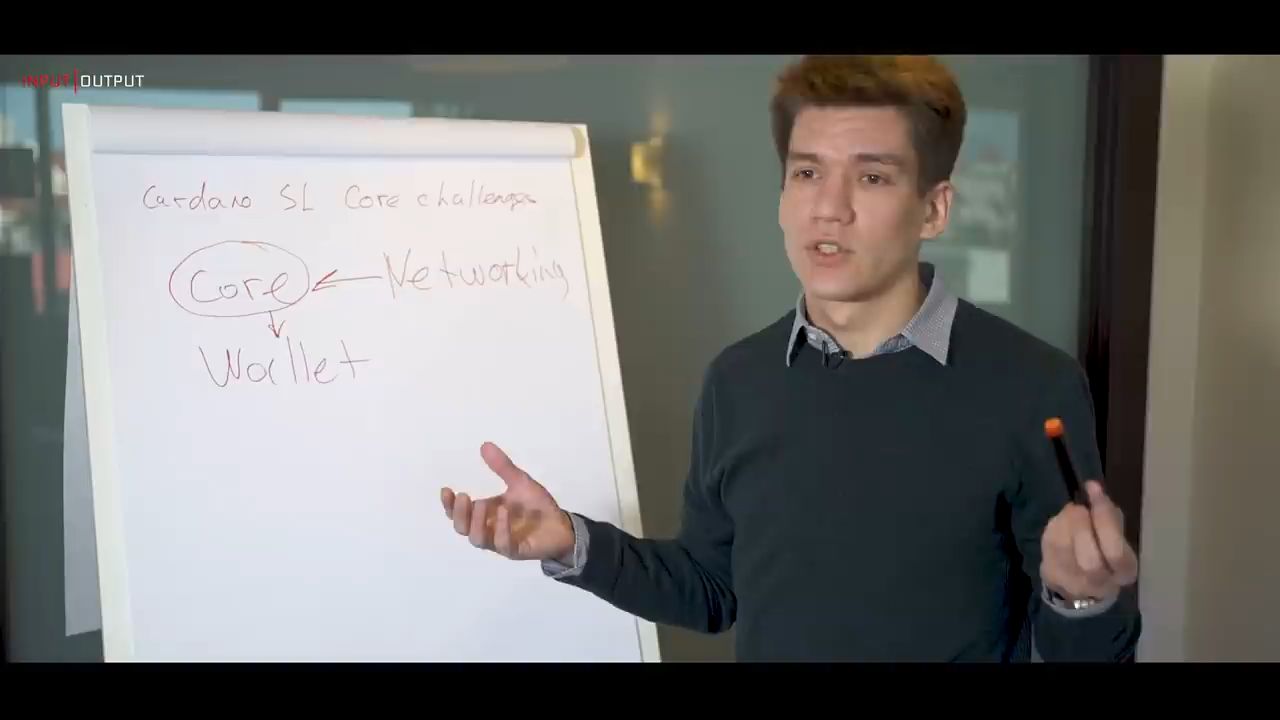 INPUT|OUTPUT
Cardano SL Core challenges
Core ← Networking
Wallet